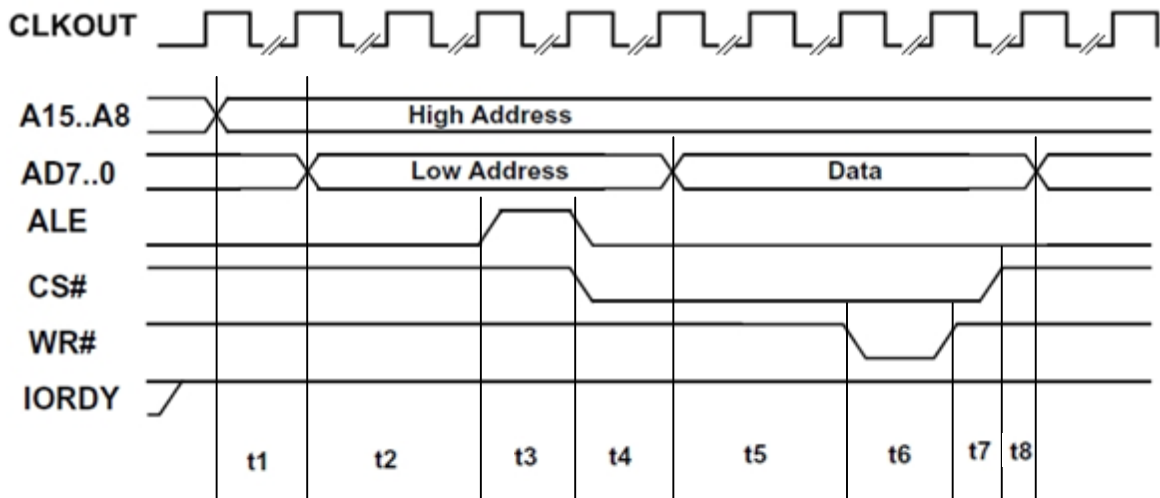 CLKOUT
A15..A8 High Address
AD7..0 Low Address Data
ALE
CS#
WR#
IORDY
t1 t2 t3 t4 t5 t6 t7 t8